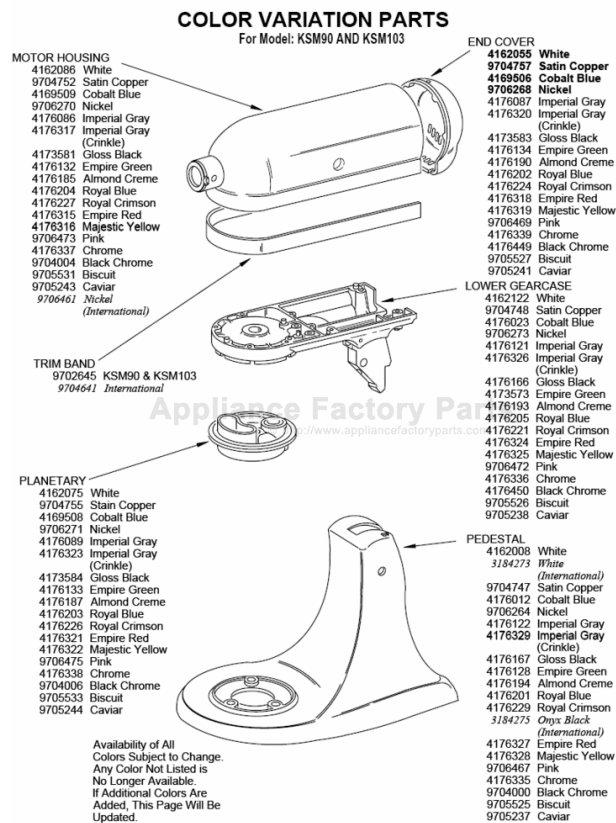 COLOR VARIATION PARTS
For Model: KSM90 AND KSM103
MOTOR HOUSING
4162086 White
9704752 Satin Copper
4169509 Cobalt Blue
9706270 Nickel
4176086 Imperial Gray
4176317 Imperial Gray
(Crinkle)
4173581 Gloss Black
4176132 Empire Green
4176185 Almond Creme
4176204 Royal Blue
4176227 Royal Crimson
4176315 Empire Red
4176316 Majestic Yellow
9706473 Pink
4176337 Chrome
9704004 Black Chrome
9705531 Biscuit
9705243 Caviar
9706461 Nickel
(International)
END COVER
4162055 White
9704757 Satin Copper
4169506 Cobalt Blue
9706268 Nickel
4176087 Imperial Gray
4176320 Imperial Gray
(Crinkle)
4173583 Gloss Black
4176134 Empire Green
4176190 Almond Creme
4176202 Royal Blue
4176224 Royal Crimson
4176318 Empire Red
4176319 Majestic Yellow
9706469 Pink
4176339 Chrome
4176449 Black Chrome
9705527 Biscuit
9705241 Caviar
TRIM BAND
9702645 KSM90 & KSM103
9704641 International
LOWER GEARCASE
4162122 White
9704748 Satin Copper
4176023 Cobalt Blue
9706273 Nickel
4176121 Imperial Gray
4176326 Imperial Gray
(Crinkle)
4176166 Gloss Black
4173573 Empire Green
4176193 Almond Creme
4176205 Royal Blue
4176221 Royal Crimson
4176324 Empire Red
4176325 Majestic Yellow
9706472 Pink
4176336 Chrome
4176450 Black Chrome
9705526 Biscuit
9705238 Caviar
Appliance Factory Parts
http://www.appliancefactoryparts.com
PLANETARY
4162075 White
9704755 Stain Copper
4169508 Cobalt Blue
9706271 Nickel
4176089 Imperial Gray
4176323 Imperial Gray
(Crinkle)
4173584 Gloss Black
4176133 Empire Green
4176187 Almond Creme
4176203 Royal Blue
4176226 Royal Crimson
4176321 Empire Red
4176322 Majestic Yellow
9706475 Pink
4176338 Chrome
9704006 Black Chrome
9705533 Biscuit
9705244 Caviar
PEDESTAL
4162008 White
3184273 White
(International)
9704747 Satin Copper
4176012 Cobalt Blue
9706264 Nickel
4176122 Imperial Gray
4176329 Imperial Gray
(Crinkle)
4176167 Gloss Black
4176128 Empire Green
4176194 Almond Creme
4176201 Royal Blue
4176229 Royal Crimson
3184275 Onyx Black
(International)
4176327 Empire Red
4176328 Majestic Yellow
9706467 Pink
4176335 Chrome
9704000 Black Chrome
9705525 Biscuit
9705237 Caviar
Availability of All
Colors Subject to Change.
Any Color Not Listed is
No Longer Available.
If Additional Colors Are
Added, This Page Will Be
Updated.